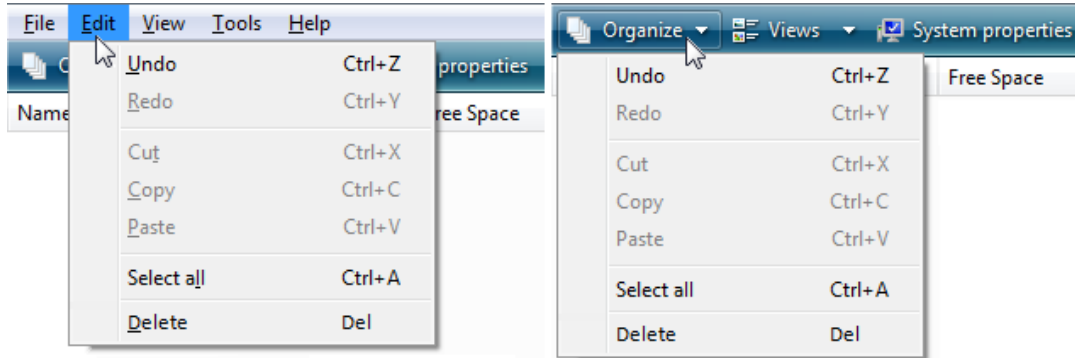 File Edit View Tools Help
properties
Name
ree Space
Undo Ctrl+Z
Redo Ctrl+Y
Cut Ctrl+X
Copy Ctrl+C
Paste Ctrl+V
Select all Ctrl+A
Delete Del
Organize Views System properties
Free Space
Undo Ctrl+Z
Redo Ctrl+Y
Cut Ctrl+X
Copy Ctrl+C
Paste Ctrl+V
Select all Ctrl+A
Delete Del